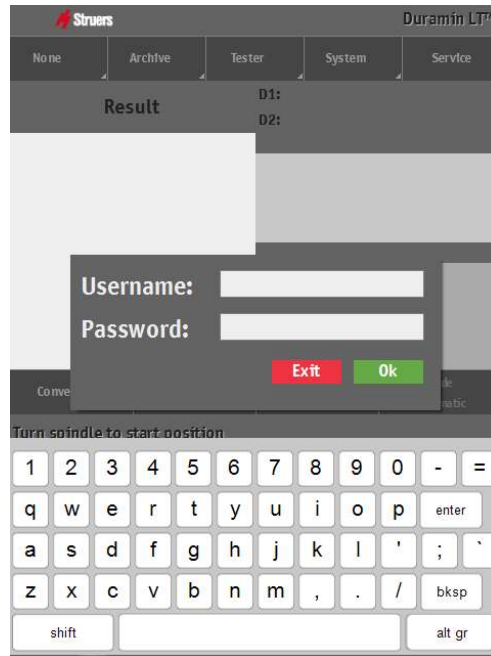 Struers Duramin LT
None Archive Tester System Service
Result D1:
D2:
Username:
Password:
Exit Ok
Conve
Turn spindle to start position
1 2 3 4 5 6 7 8 9 0 - =
q w e r t y u i o p enter
a s d f g h j k l ' ; `
z x c v b n m , . / bksp
shift alt gr